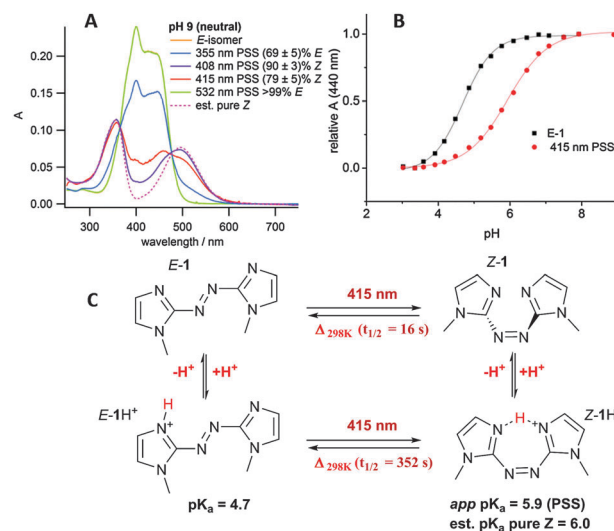 A
pH 9 (neutral)
E-isomer
355 nm PSS (69 ± 5)% E
408 nm PSS (90 ± 3)% Z
415 nm PSS (79 ± 5)% Z
532 nm PSS >99% E
est. pure Z
A
0.20
0.15
0.10
0.05
0.00
300 400 500 600 700
wavelength / nm
B
relative A (440 nm)
1.0
0.5
0.0
E-1
415 nm PSS
2 4 6 8
pH
C
E-1
N
N
N
N
N
N
415 nm
Δ298K (t1/2 = 16 s)
Z-1
N
N
N
N
N=N
-H+ +H+
-H+ +H+
E-1H+
H
N+
N
N
N
N
N
415 nm
Δ298K (t1/2 = 352 s)
Z-1H
H
N
N+
N
N
N=N
pKa = 4.7
app pKa = 5.9 (PSS)
est. pKa pure Z = 6.0